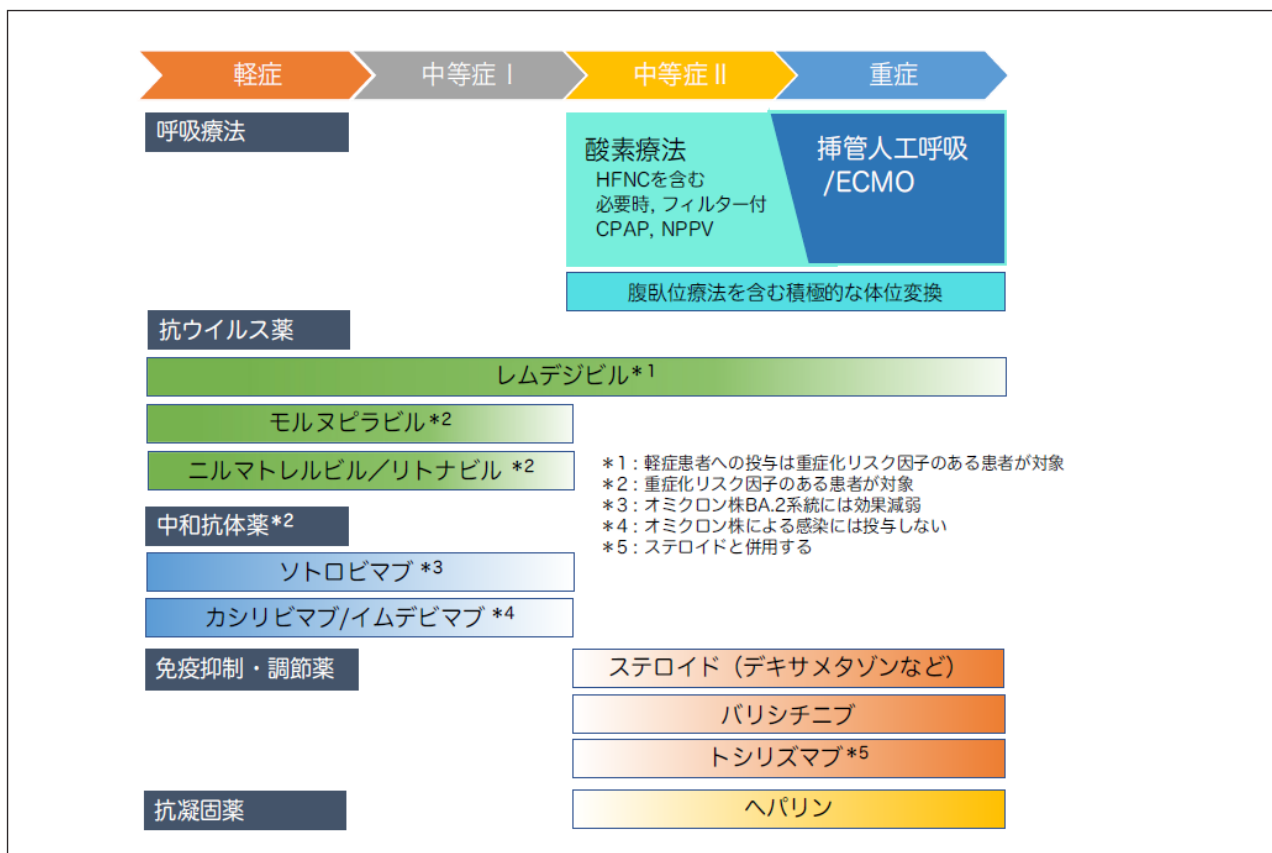 軽症
中等症Ⅰ
中等症Ⅱ
重症
呼吸療法
酸素療法
HFNCを含む
必要時, フィルター付
CPAP, NPPV
挿管人工呼吸
/ECMO
腹臥位療法を含む積極的な体位変換
抗ウイルス薬
レムデジビル*1
モルヌピラビル*2
ニルマトレルビル／リトナビル *2
*1：軽症患者への投与は重症化リスク因子のある患者が対象
*2：重症化リスク因子のある患者が対象
*3：オミクロン株BA.2系統には効果減弱
*4：オミクロン株による感染には投与しない
*5：ステロイドと併用する
中和抗体薬*2
ソトロビマブ *3
カシリビマブ/イムデビマブ *4
免疫抑制・調節薬
ステロイド（デキサメタゾンなど）
バリシチニブ
トシリズマブ*5
抗凝固薬
ヘパリン